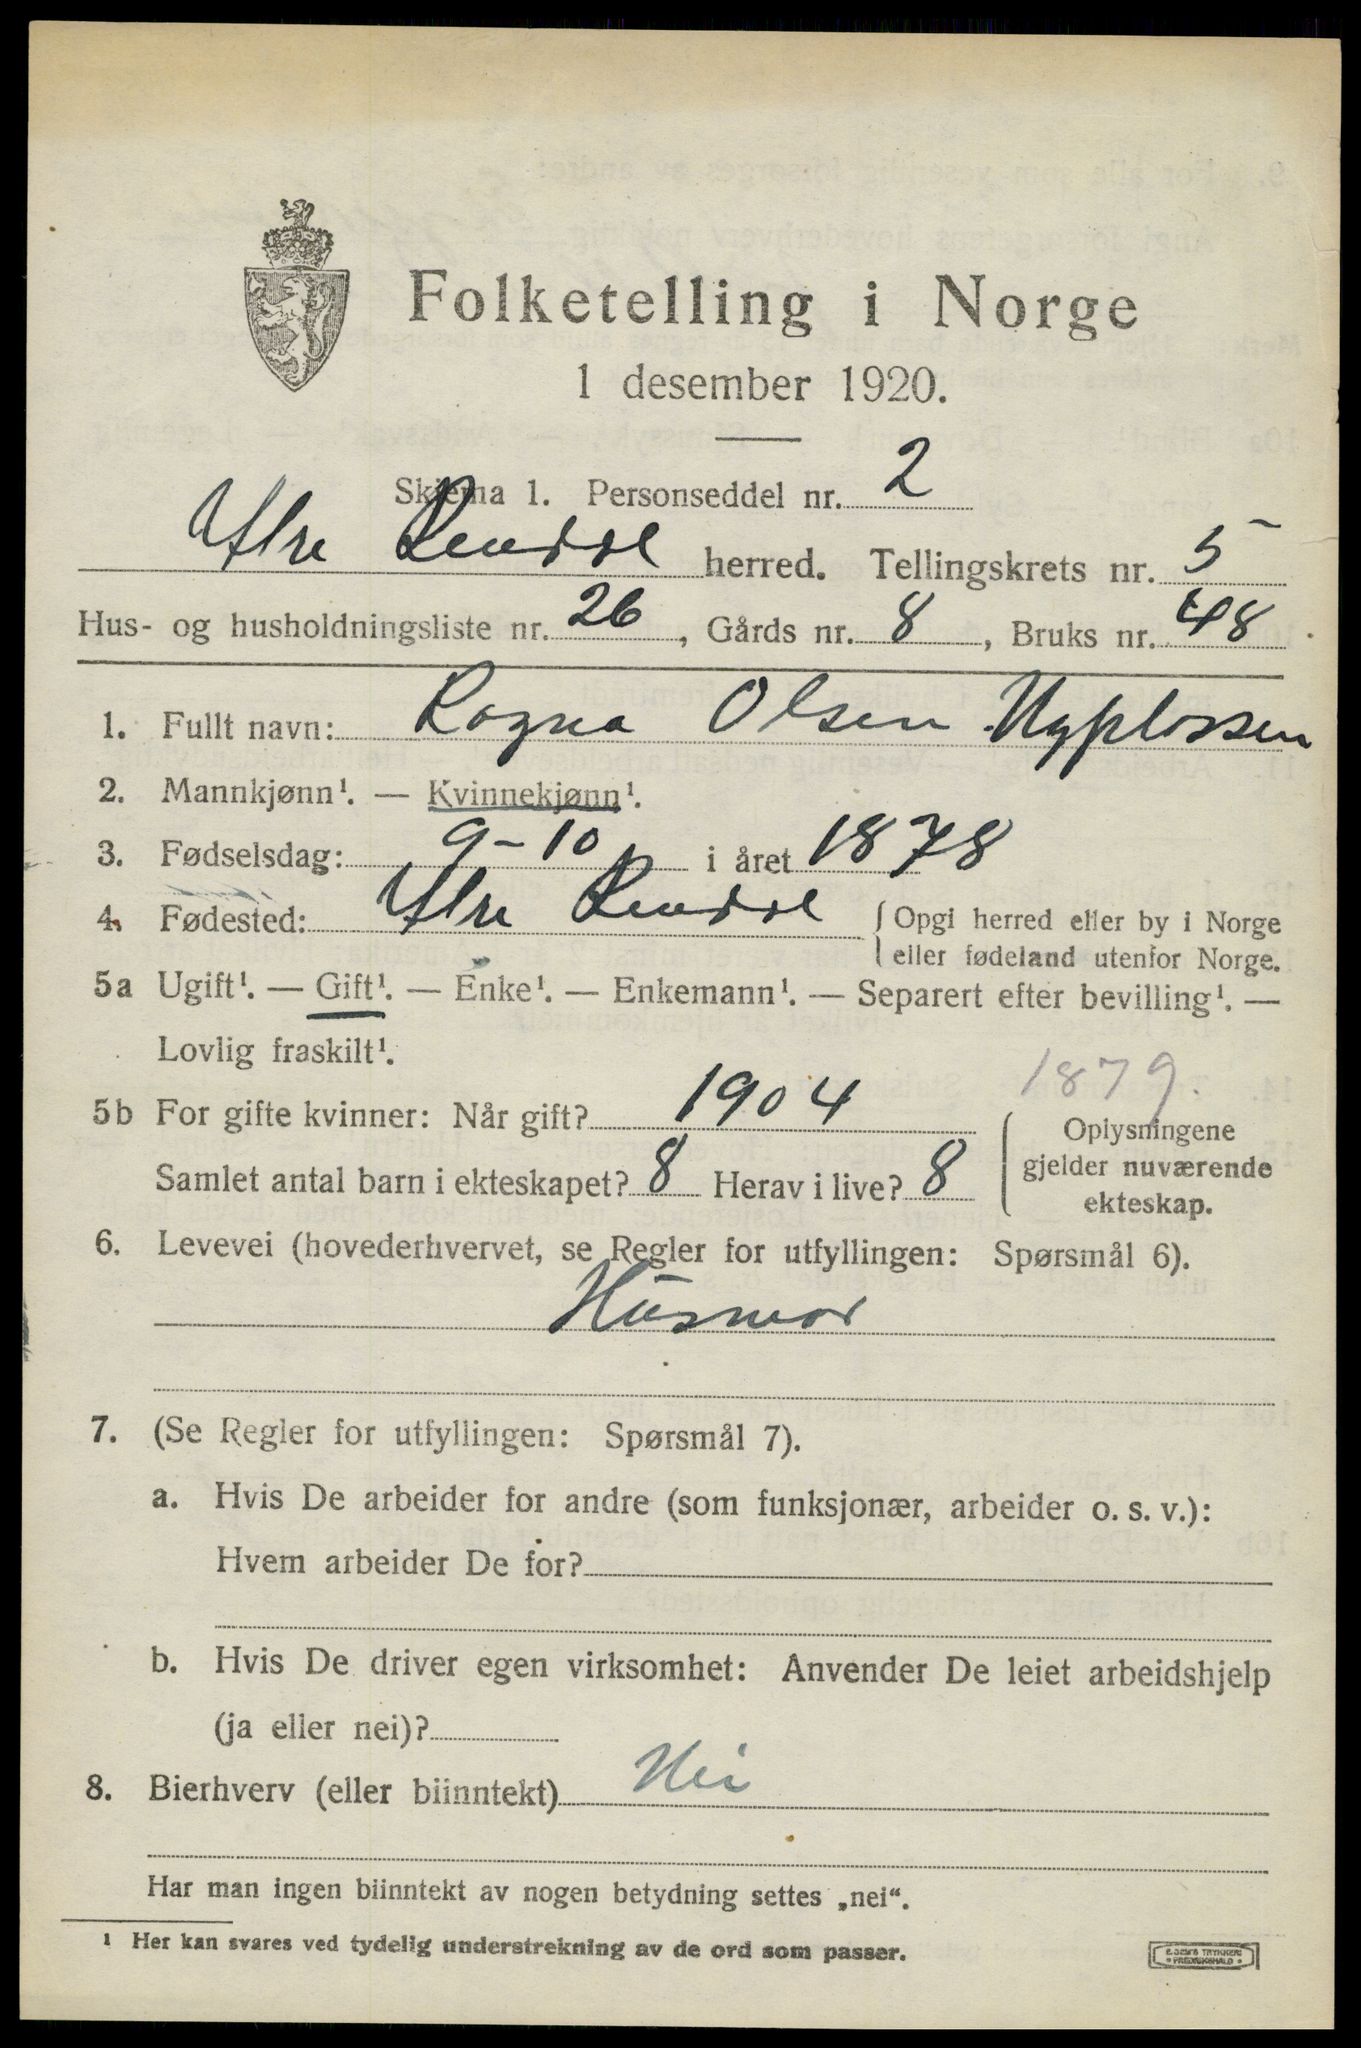 Folketelling i Norge
1 desember 1920.
Skjema 1. Personseddel nr. 2
Ytre Rendal herred. Tellingskrets nr. 5
Hus- og husholdningsliste nr. 26, Gårds nr. 8, Bruks nr. 48
1. Fullt navn: Ragna Olsen Nyplassen
2. Mannkjønn¹. — Kvinnekjønn¹.
3. Fødselsdag: 9-10 i året 1878
4. Fødested: Ytre Rendal { Opgi herred eller by i Norge
eller fødeland utenfor Norge.
5a Ugift¹. — Gift¹. — Enke¹. — Enkemann¹. — Separert efter bevilling¹. —
Lovlig fraskilt¹.
1879.
5b For gifte kvinner: Når gift? 1904
Samlet antal barn i ekteskapet? 8 Herav i live? 8
Oplysningene
gjelder nuværende
ekteskap.
6. Levevei (hovederhvervet, se Regler for utfyllingen: Spørsmål 6).
Husmor
7. (Se Regler for utfyllingen: Spørsmål 7).
a. Hvis De arbeider for andre (som funksjonær, arbeider o. s. v.):
Hvem arbeider De for?
b. Hvis De driver egen virksomhet: Anvender De leiet arbeidshjelp
(ja eller nei)?
8. Bierhverv (eller biinntekt) Nei
Har man ingen biinntekt av nogen betydning settes „nei“.
¹ Her kan svares ved tydelig understrekning av de ord som passer.